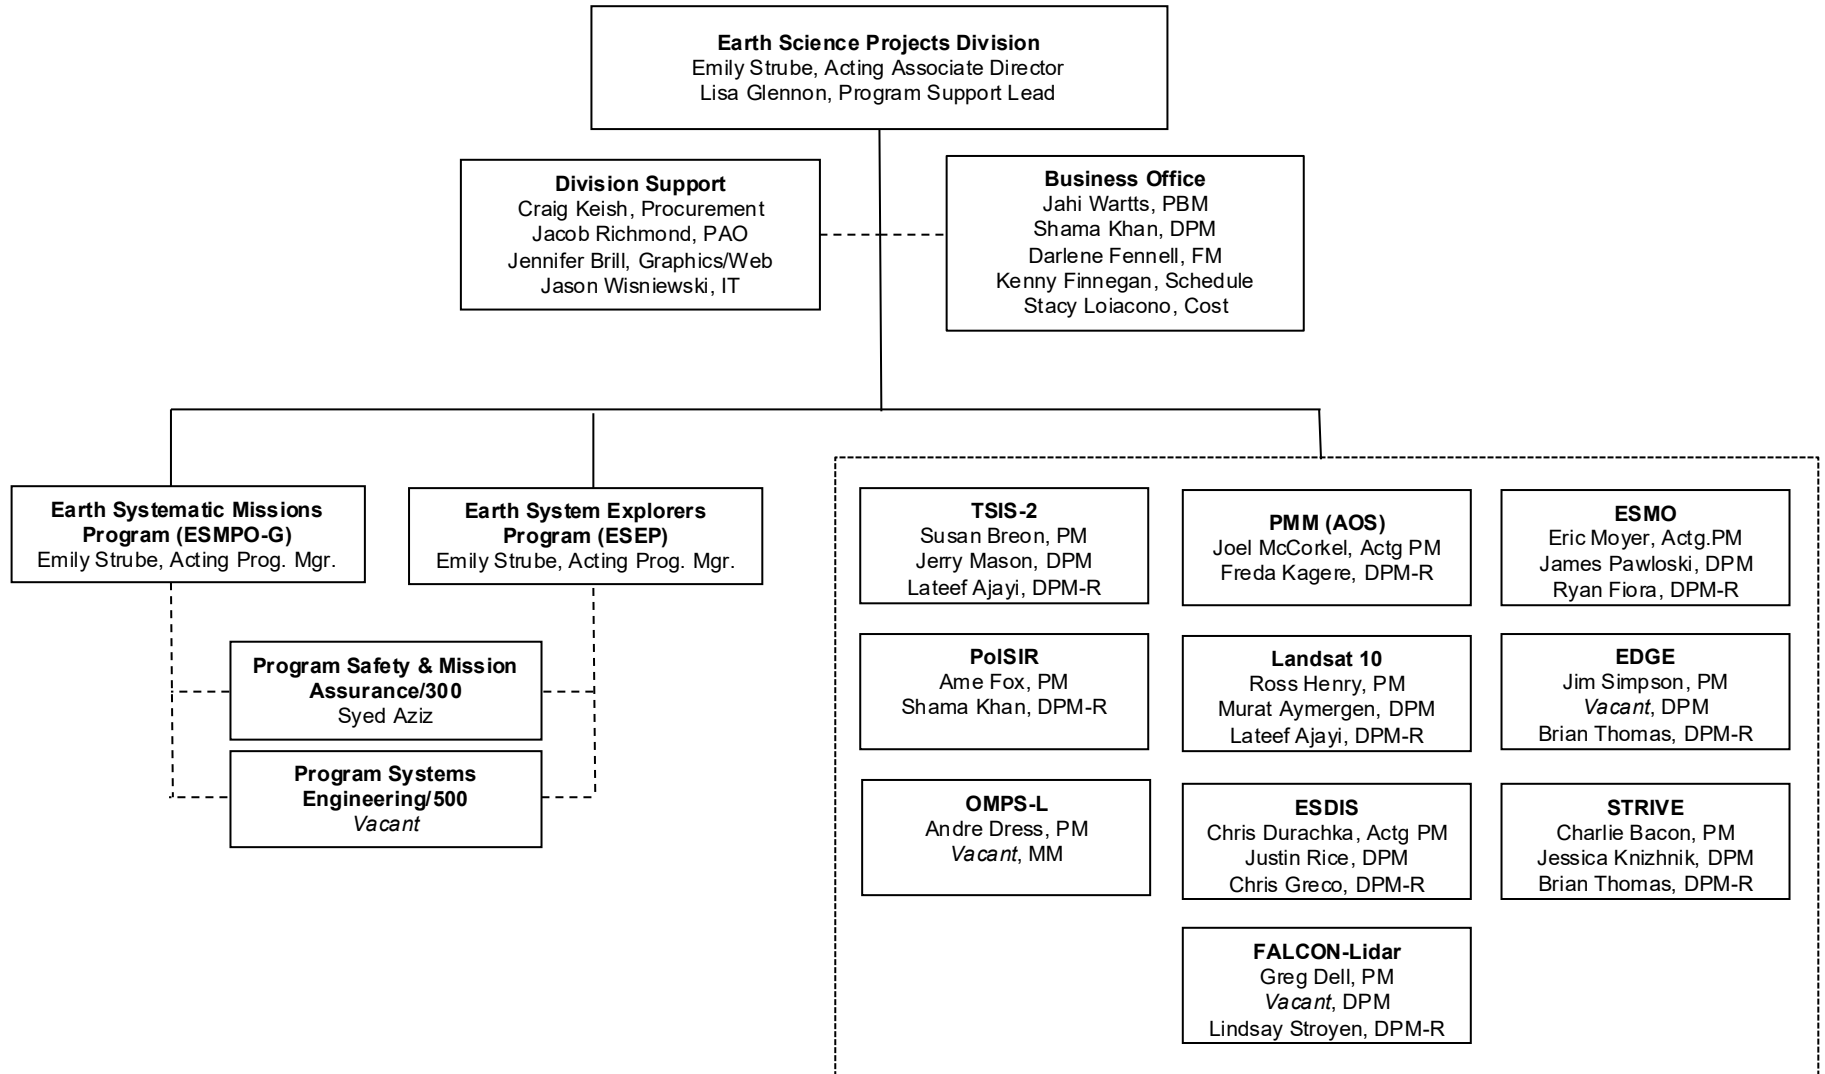 Earth Science Projects Division
Emily Strube, Acting Associate Director
Lisa Glennon, Program Support Lead
Division Support
Craig Keish, Procurement
Jacob Richmond, PAO
Jennifer Brill, Graphics/Web
Jason Wisniewski, IT
Business Office
Jahi Wartts, PBM
Shama Khan, DPM
Darlene Fennell, FM
Kenny Finnegan, Schedule
Stacy Loiacono, Cost
Earth Systematic Missions
Program (ESMPO-G)
Emily Strube, Acting Prog. Mgr.
Earth System Explorers
Program (ESEP)
Emily Strube, Acting Prog. Mgr.
Program Safety & Mission
Assurance/300
Syed Aziz
Program Systems
Engineering/500
Vacant
TSIS-2
Susan Breon, PM
Jerry Mason, DPM
Lateef Ajayi, DPM-R
PMM (AOS)
Joel McCorkel, Actg PM
Freda Kagere, DPM-R
ESMO
Eric Moyer, Actg.PM
James Pawloski, DPM
Ryan Fiora, DPM-R
PolSIR
Ame Fox, PM
Shama Khan, DPM-R
Landsat 10
Ross Henry, PM
Murat Aymergen, DPM
Lateef Ajayi, DPM-R
EDGE
Jim Simpson, PM
Vacant, DPM
Brian Thomas, DPM-R
OMPS-L
Andre Dress, PM
Vacant, MM
ESDIS
Chris Durachka, Actg PM
Justin Rice, DPM
Chris Greco, DPM-R
STRIVE
Charlie Bacon, PM
Jessica Knizhnik, DPM
Brian Thomas, DPM-R
FALCON-Lidar
Greg Dell, PM
Vacant, DPM
Lindsay Stroyen, DPM-R